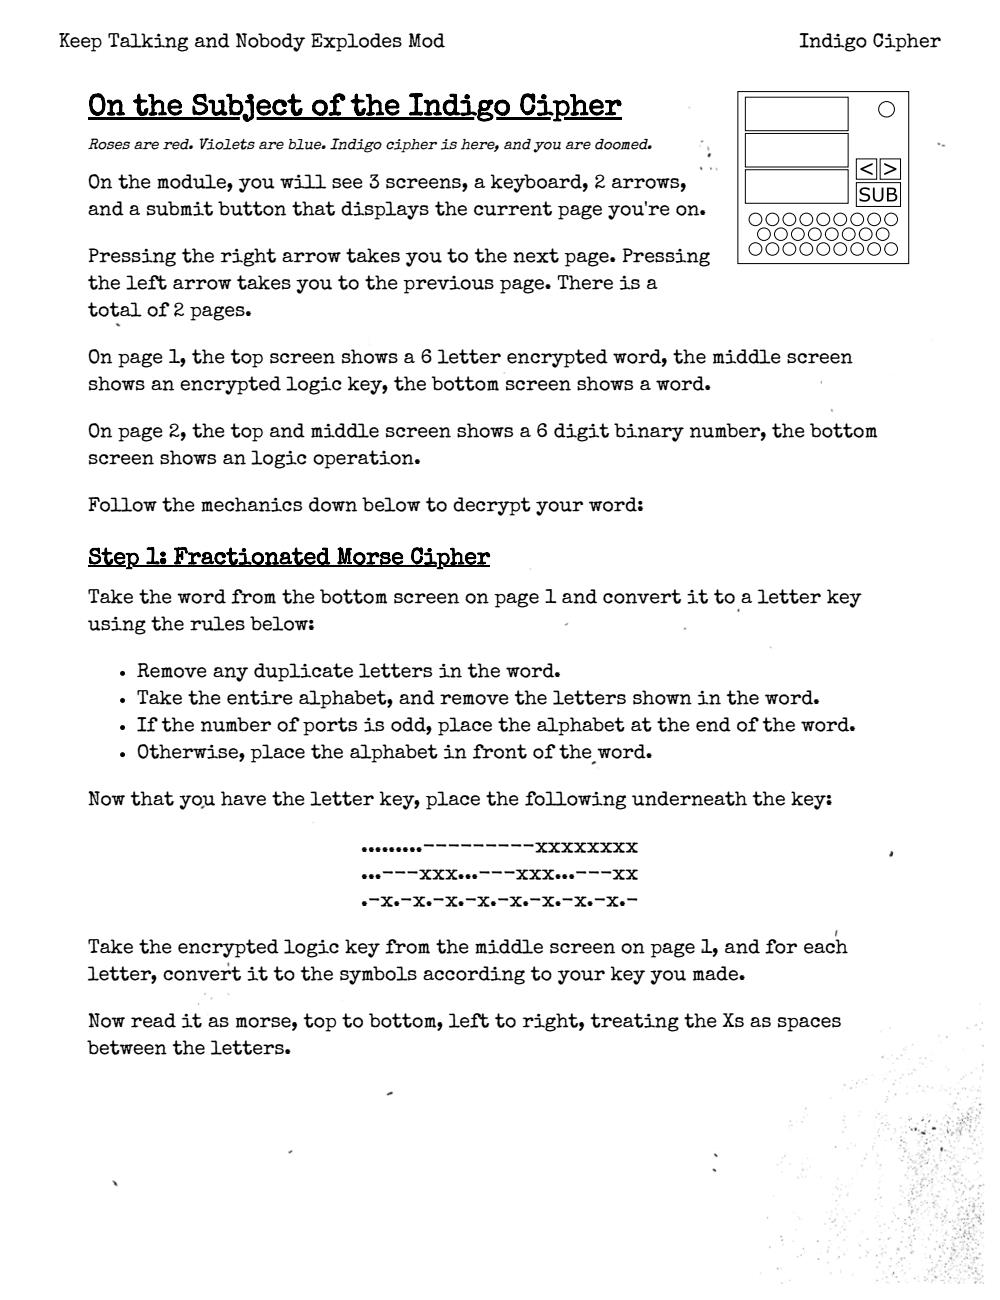 Keep Talking and Nobody Explodes Mod
Indigo Cipher
On the Subject of the Indigo Cipher
Roses are red. Violets are blue. Indigo cipher is here, and you are doomed.
On the module, you will see 3 screens, a keyboard, 2 arrows,
and a submit button that displays the current page you're on.
< >
SUB
Pressing the right arrow takes you to the next page. Pressing
the left arrow takes you to the previous page. There is a
total of 2 pages.
On page 1, the top screen shows a 6 letter encrypted word, the middle screen
shows an encrypted logic key, the bottom screen shows a word.
On page 2, the top and middle screen shows a 6 digit binary number, the bottom
screen shows an logic operation.
Follow the mechanics down below to decrypt your word:
Step 1: Fractionated Morse Cipher
Take the word from the bottom screen on page 1 and convert it to a letter key
using the rules below:
• Remove any duplicate letters in the word.
• Take the entire alphabet, and remove the letters shown in the word.
• If the number of ports is odd, place the alphabet at the end of the word.
• Otherwise, place the alphabet in front of the word.
Now that you have the letter key, place the following underneath the key:
.........---------xxxxxxxx
...---xxx...---xxx...---xx
.-x.-x.-x.-x.-x.-x.-x.-x.-
Take the encrypted logic key from the middle screen on page 1, and for each
letter, convert it to the symbols according to your key you made.
Now read it as morse, top to bottom, left to right, treating the Xs as spaces
between the letters.